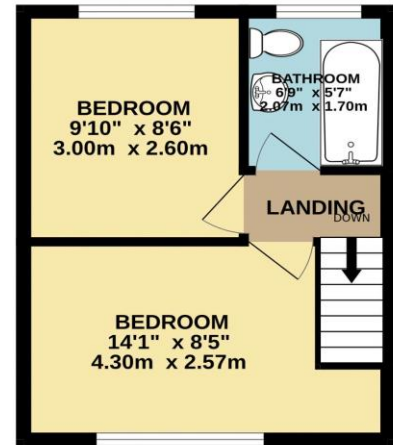 BEDROOM
9'10" x 8'6"
3.00m x 2.60m
BATHROOM
6'9" x 5'7"
2.07m x 1.70m
LANDING
DOWN
BEDROOM
14'1" x 8'5"
4.30m x 2.57m